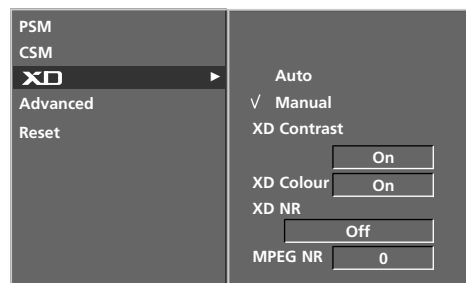 PSM
CSM
XD
Advanced
Reset
Auto
√ Manual
XD Contrast
On
XD Colour On
XD NR
Off
MPEG NR 0